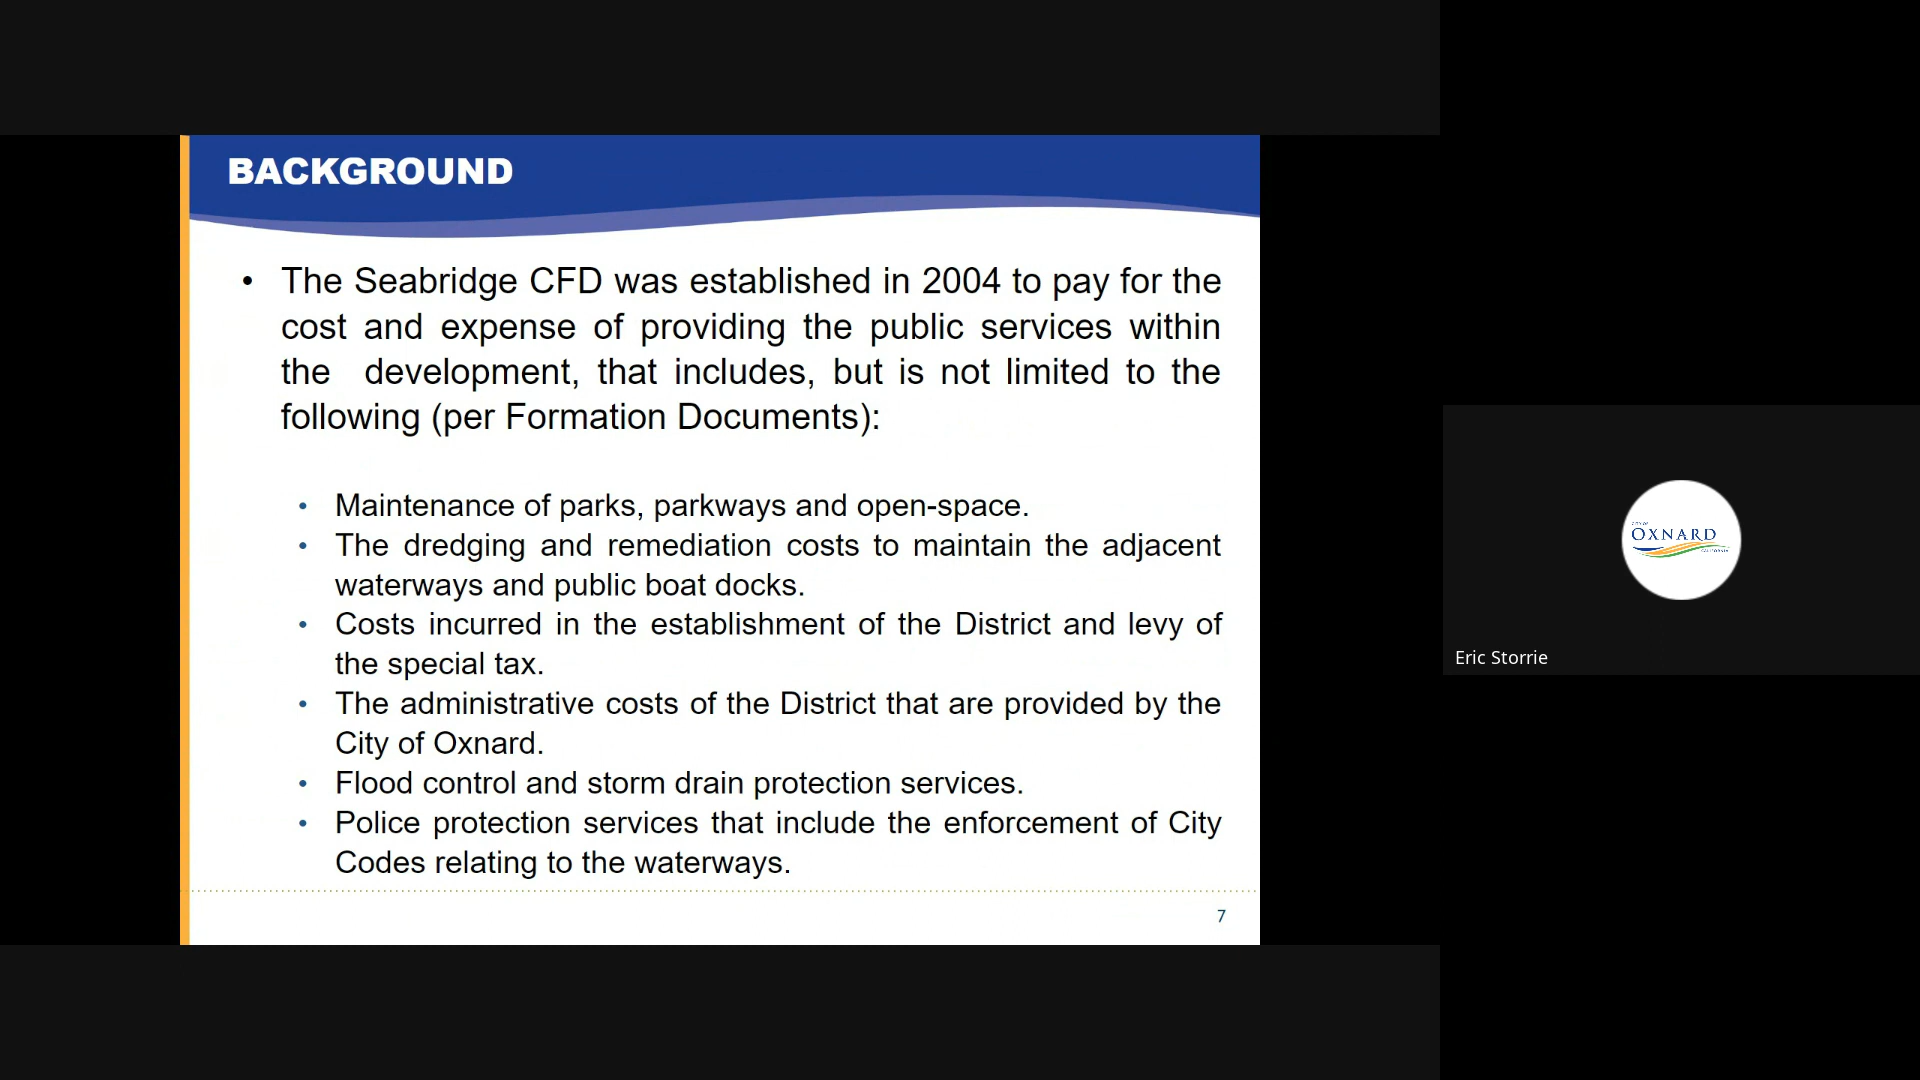 BACKGROUND
• The Seabridge CFD was established in 2004 to pay for the
cost and expense of providing the public services within
the development, that includes, but is not limited to the
following (per Formation Documents):
• Maintenance of parks, parkways and open-space.
• The dredging and remediation costs to maintain the adjacent
waterways and public boat docks.
• Costs incurred in the establishment of the District and levy of
the special tax.
• The administrative costs of the District that are provided by the
City of Oxnard.
• Flood control and storm drain protection services.
• Police protection services that include the enforcement of City
Codes relating to the waterways.
7
CITY OF
OXNARD
CALIFORNIA
Eric Storrie